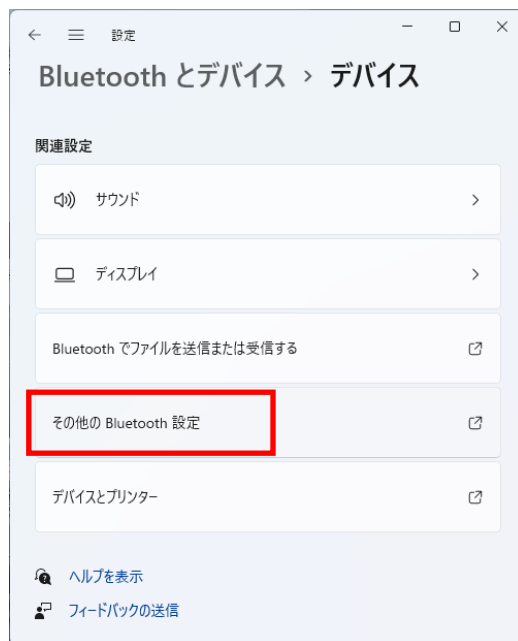 設定
Bluetooth とデバイス › デバイス
関連設定
サウンド
ディスプレイ
Bluetooth でファイルを送信または受信する
その他の Bluetooth 設定
デバイスとプリンター
ヘルプを表示
フィードバックの送信